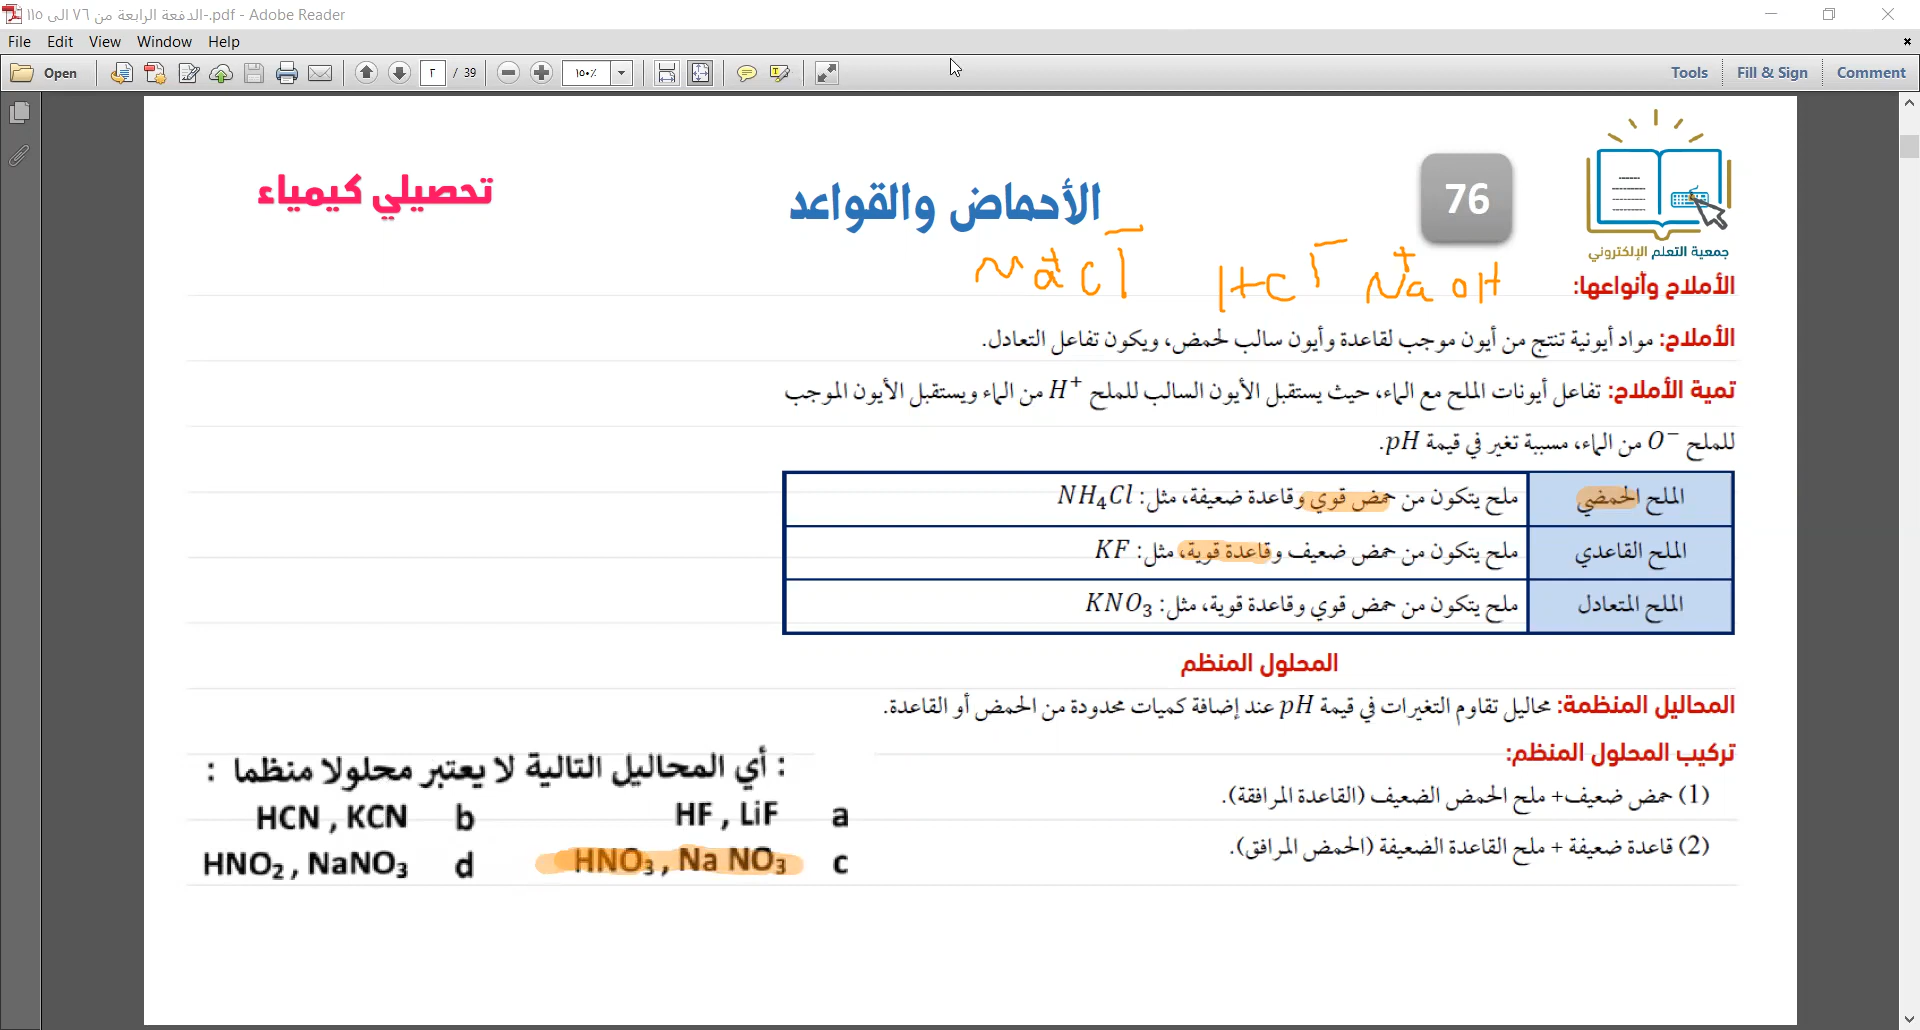 الدفعة الرابعة من ٧٦ الى ١١٥-.pdf - Adobe Reader
File Edit View Window Help
Open ٢ / 39 ١٥٠٪ Tools Fill & Sign Comment
تحصيلي كيمياء
الأحماض والقواعد
76
جمعية التعلم الإلكتروني
Na⁺Cl⁻ HCl⁻ Na⁺OH
الأملاح وأنواعها:
الأملاح: مواد أيونية تنتج من أيون موجب لقاعدة وأيون سالب لحمض، ويكون تفاعل التعادل.
تمية الأملاح: تفاعل أيونات الملح مع الماء، حيث يستقبل الأيون السالب للملح H⁺ من الماء ويستقبل الأيون الموجب
للملح O⁻ من الماء، مسببة تغير في قيمة pH.
الملح الحمضي ملح يتكون من حمض قوي وقاعدة ضعيفة، مثل: NH₄Cl
الملح القاعدي ملح يتكون من حمض ضعيف وقاعدة قوية، مثل: KF
الملح المتعادل ملح يتكون من حمض قوي وقاعدة قوية، مثل: KNO₃
المحلول المنظم
المحاليل المنظمة: محاليل تقاوم التغيرات في قيمة pH عند إضافة كميات محدودة من الحمض أو القاعدة.
تركيب المحلول المنظم:
(1) حمض ضعيف+ ملح الحمض الضعيف (القاعدة المرافقة).
(2) قاعدة ضعيفة + ملح القاعدة الضعيفة (الحمض المرافق).
: أي المحاليل التالية لا يعتبر محلولا منظما :
a HF , LiF b HCN , KCN
c HNO₃ , Na NO₃ d HNO₂ , NaNO₃